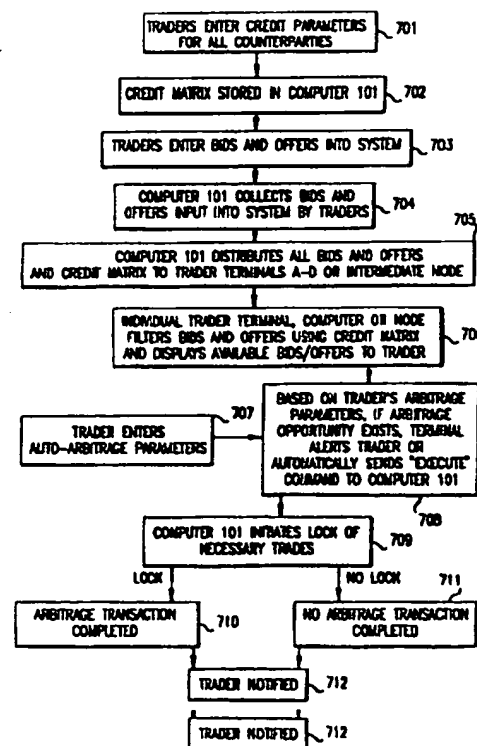 TRADERS ENTER CREDIT PARAMETERS
FOR ALL COUNTERPARTIES
701
CREDIT MATRIX STORED IN COMPUTER 101
702
TRADERS ENTER BIDS AND OFFERS INTO SYSTEM
703
COMPUTER 101 COLLECTS BIDS AND
OFFERS INPUT INTO SYSTEM BY TRADERS
704
705
COMPUTER 101 DISTRIBUTES ALL BIDS AND OFFERS
AND CREDIT MATRIX TO TRADER TERMINALS A-D OR INTERMEDIATE NODE
INDIVIDUAL TRADER TERMINAL, COMPUTER OR NODE
FILTERS BIDS AND OFFERS USING CREDIT MATRIX
AND DISPLAYS AVAILABLE BIDS/OFFERS TO TRADER
70
707
TRADER ENTERS
AUTO-ARBITRAGE PARAMETERS
BASED ON TRADER'S ARBITRAGE
PARAMETERS, IF ARBITRAGE
OPPORTUNITY EXISTS, TERMINAL
ALERTS TRADER OR
AUTOMATICALLY SENDS "EXECUTE"
COMMAND TO COMPUTER 101
708
COMPUTER 101 INITIATES LOCK OF
NECESSARY TRADES
709
LOCK
NO LOCK
711
ARBITRAGE TRANSACTION
COMPLETED
710
NO ARBITRAGE TRANSACTION
COMPLETED
TRADER NOTIFIED
712
TRADER NOTIFIED
712